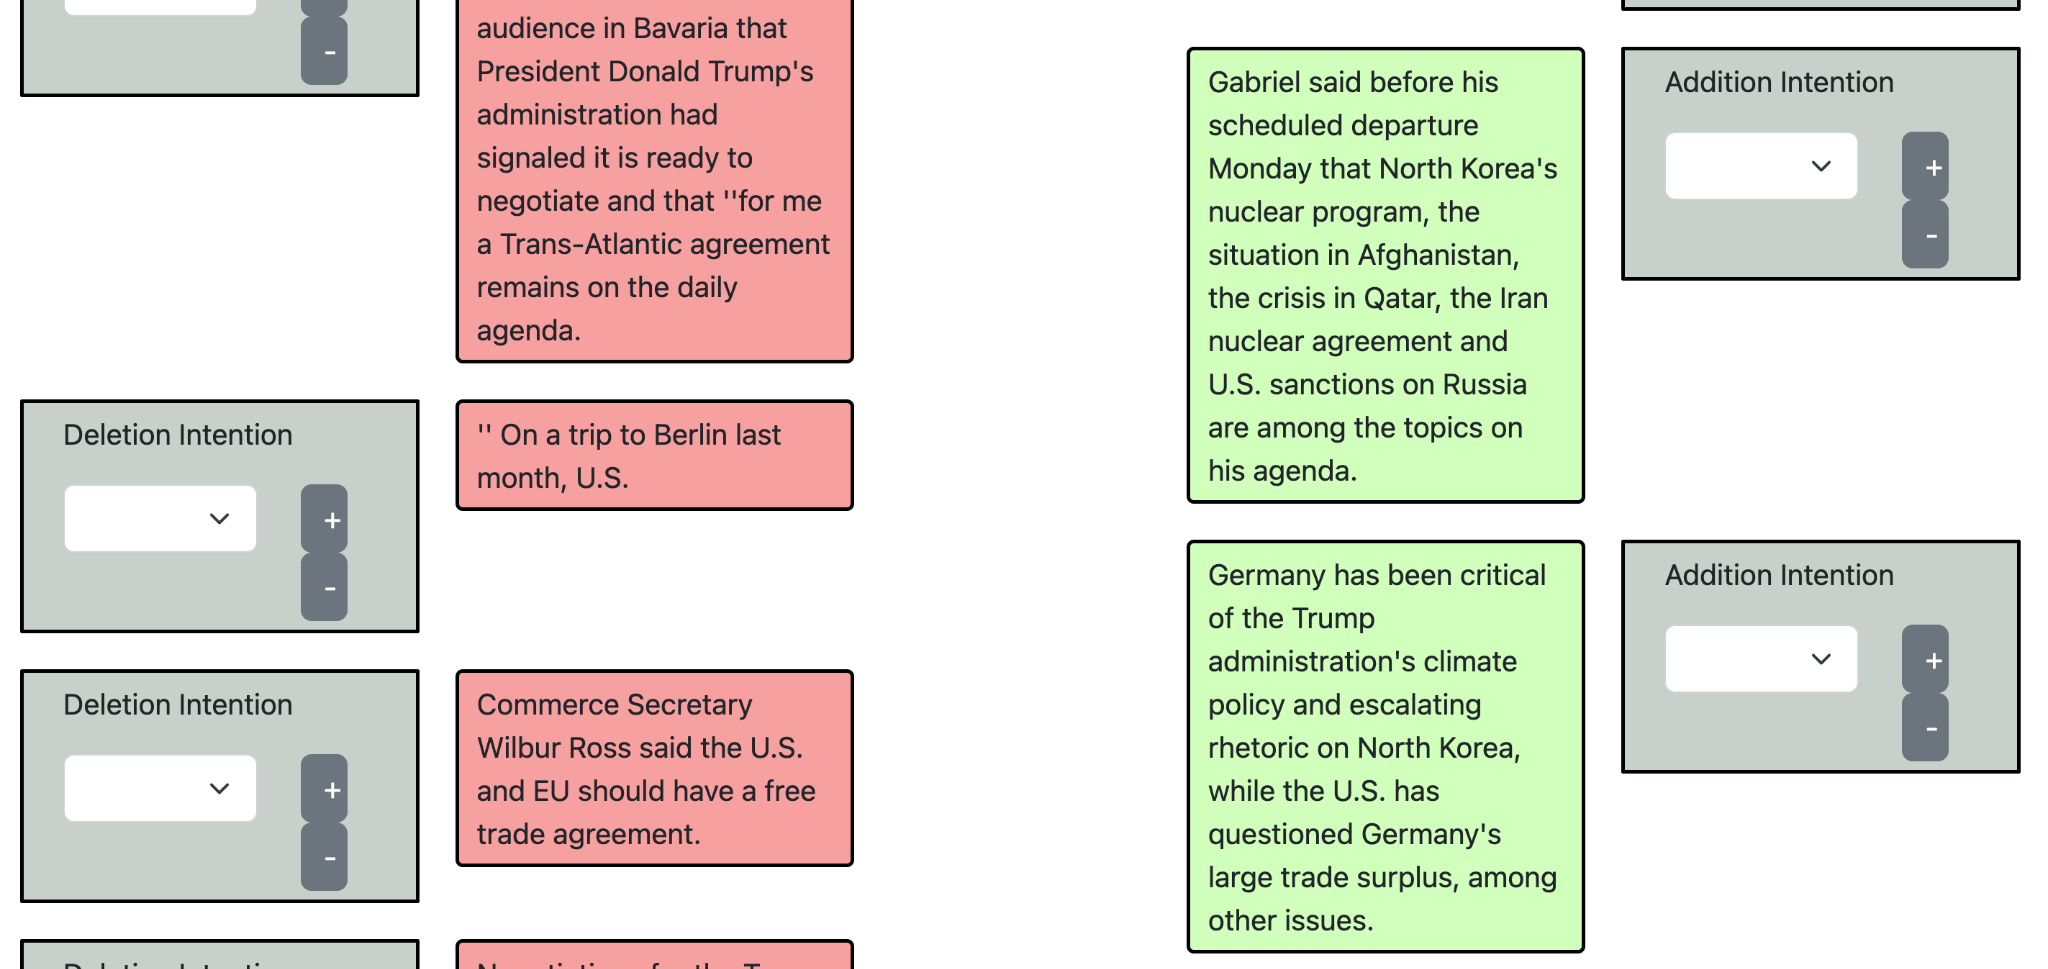 audience in Bavaria that
President Donald Trump's
administration had
signaled it is ready to
negotiate and that ''for me
a Trans-Atlantic agreement
remains on the daily
agenda.
-
Deletion Intention
+
-
'' On a trip to Berlin last
month, U.S.
Deletion Intention
+
-
Commerce Secretary
Wilbur Ross said the U.S.
and EU should have a free
trade agreement.
Gabriel said before his
scheduled departure
Monday that North Korea's
nuclear program, the
situation in Afghanistan,
the crisis in Qatar, the Iran
nuclear agreement and
U.S. sanctions on Russia
are among the topics on
his agenda.
Addition Intention
+
-
Germany has been critical
of the Trump
administration's climate
policy and escalating
rhetoric on North Korea,
while the U.S. has
questioned Germany's
large trade surplus, among
other issues.
Addition Intention
+
-